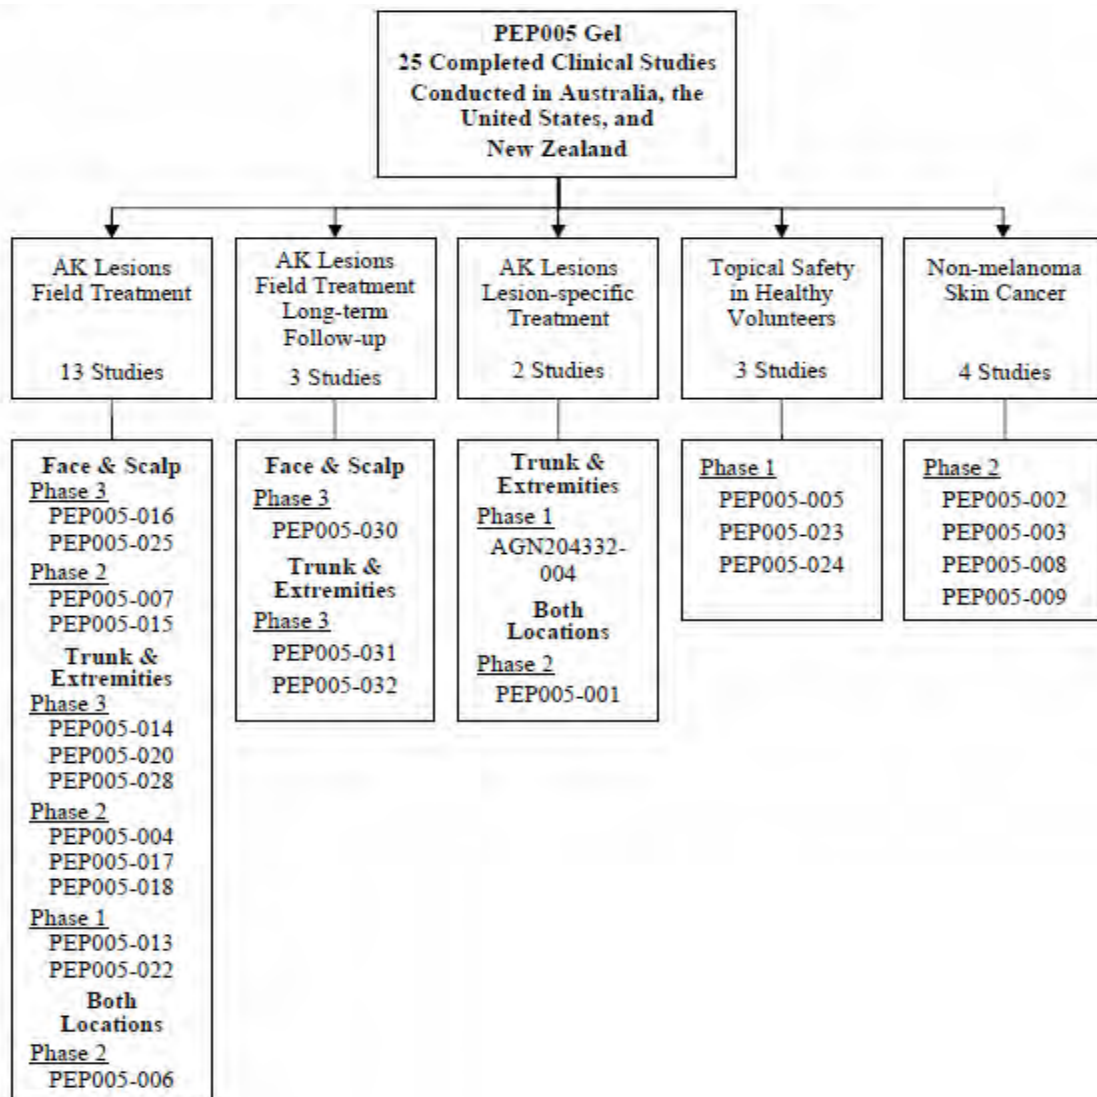 PEP005 Gel
25 Completed Clinical Studies
Conducted in Australia, the
United States, and
New Zealand
AK Lesions
Field Treatment
13 Studies
AK Lesions
Field Treatment
Long-term
Follow-up
3 Studies
AK Lesions
Lesion-specific
Treatment
2 Studies
Topical Safety
in Healthy
Volunteers
3 Studies
Non-melanoma
Skin Cancer
4 Studies
Face & Scalp
Phase 3
PEP005-016
PEP005-025
Phase 2
PEP005-007
PEP005-015
Trunk &
Extremities
Phase 3
PEP005-014
PEP005-020
PEP005-028
Phase 2
PEP005-004
PEP005-017
PEP005-018
Phase 1
PEP005-013
PEP005-022
Both
Locations
Phase 2
PEP005-006
Face & Scalp
Phase 3
PEP005-030
Trunk &
Extremities
Phase 3
PEP005-031
PEP005-032
Trunk &
Extremities
Phase 1
AGN204332-
004
Both
Locations
Phase 2
PEP005-001
Phase 1
PEP005-005
PEP005-023
PEP005-024
Phase 2
PEP005-002
PEP005-003
PEP005-008
PEP005-009